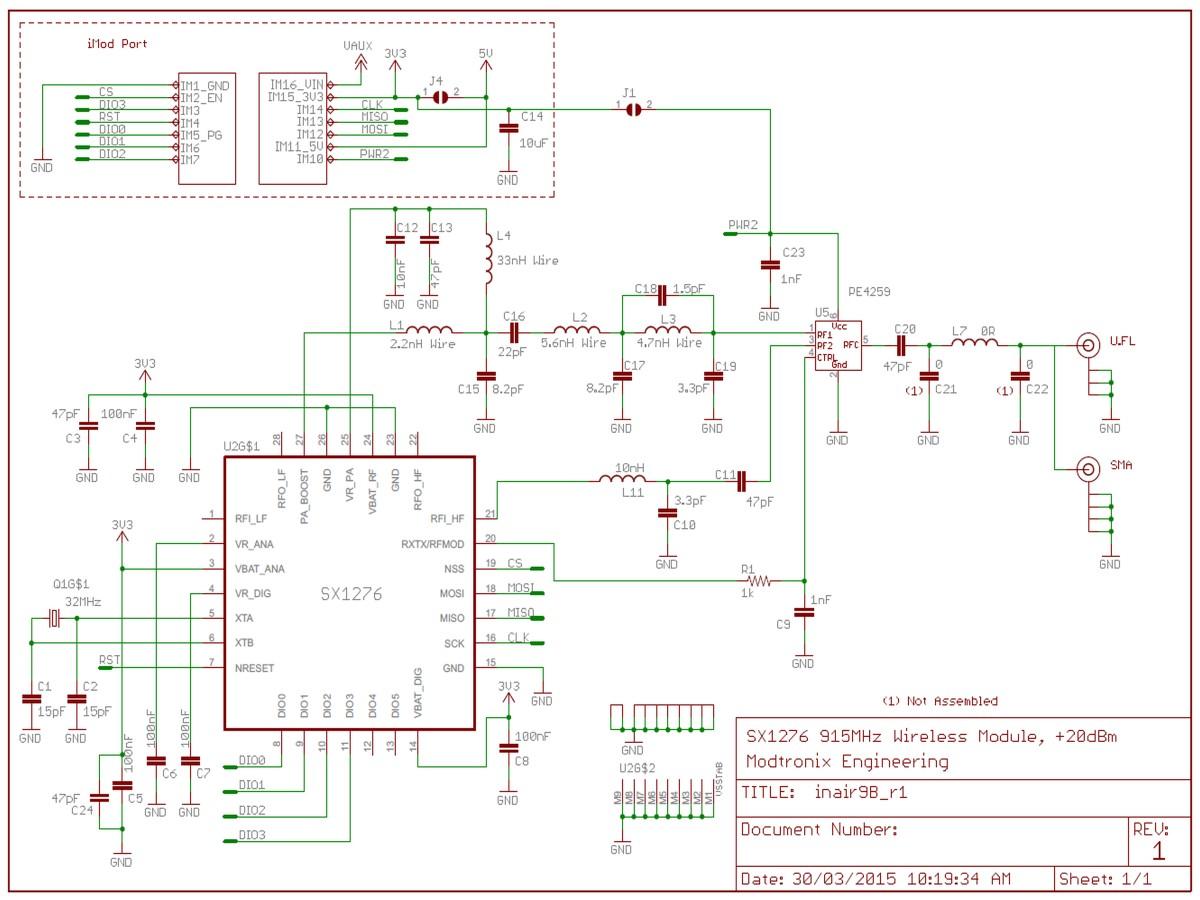 iMod Port
VAUX
3V3
5V
CS
DIO3
RST
DIO0
DIO1
DIO2
IM1_GND
IM2_EN
IM3
IM4
IM5_PG
IM6
IM7
GND
IM16_VIN
IM15_3V3
IM14
IM13
IM12
IM11_5V
IM10
CLK
MISO
MOSI
PWR2
J4
1 2
C14
10uF
GND
J1
1 2
PWR2
C23
1nF
GND
C12
10nF
GND
C13
47pF
GND
L4
33nH Wire
L1
2.2nH Wire
C16
22pF
C15 8.2pF
GND
L2
5.6nH Wire
C18 1.5pF
L3
4.7nH Wire
C17
8.2pF
GND
C19
3.3pF
GND
PE4259
U5
6
Vcc
1 RF1
3 RF2
4 CTRL
RFC 5
Gnd
2
GND
C20
47pF
L7 0R
0
(1) C21
GND
0
(1) C22
GND
U.FL
GND
SMA
GND
3V3
47pF
C3
GND
100nF
C4
GND
GND
U2G$1
28 27 26 25 24 23 22
RFO_LF
PA_BOOST
GND
VR_PA
VBAT_RF
GND
RFO_HF
1 RFI_LF
2 VR_ANA
3 VBAT_ANA
4 VR_DIG
5 XTA
6 XTB
7 NRESET
SX1276
RFI_HF 21
RXTX/RFMOD 20
NSS 19 CS
MOSI 18 MOSI
MISO 17 MISO
SCK 16 CLK
GND 15
GND
DIO0
DIO1
DIO2
DIO3
DIO4
DIO5
VBAT_DIG
8 9 10 11 12 13 14
10nH
L11
3.3pF
C10
GND
C11
47pF
R1
1k
1nF
C9
GND
3V3
Q1G$1
32MHz
RST
C1
15pF
GND
C2
15pF
GND
100nF
C5
47pF
C24
GND
100nF
C6
GND
100nF
C7
GND
DIO0
DIO1
DIO2
DIO3
3V3
100nF
C8
GND
GND
U2G$2
M9 M8 M7 M6 M5 M4 M3 M2 M1
VSSTAB
GND
(1) Not Assembled
SX1276 915MHz Wireless Module, +20dBm
Modtronix Engineering
TITLE: inair9B_r1
Document Number:
REV:
1
Date: 30/03/2015 10:19:34 AM
Sheet: 1/1